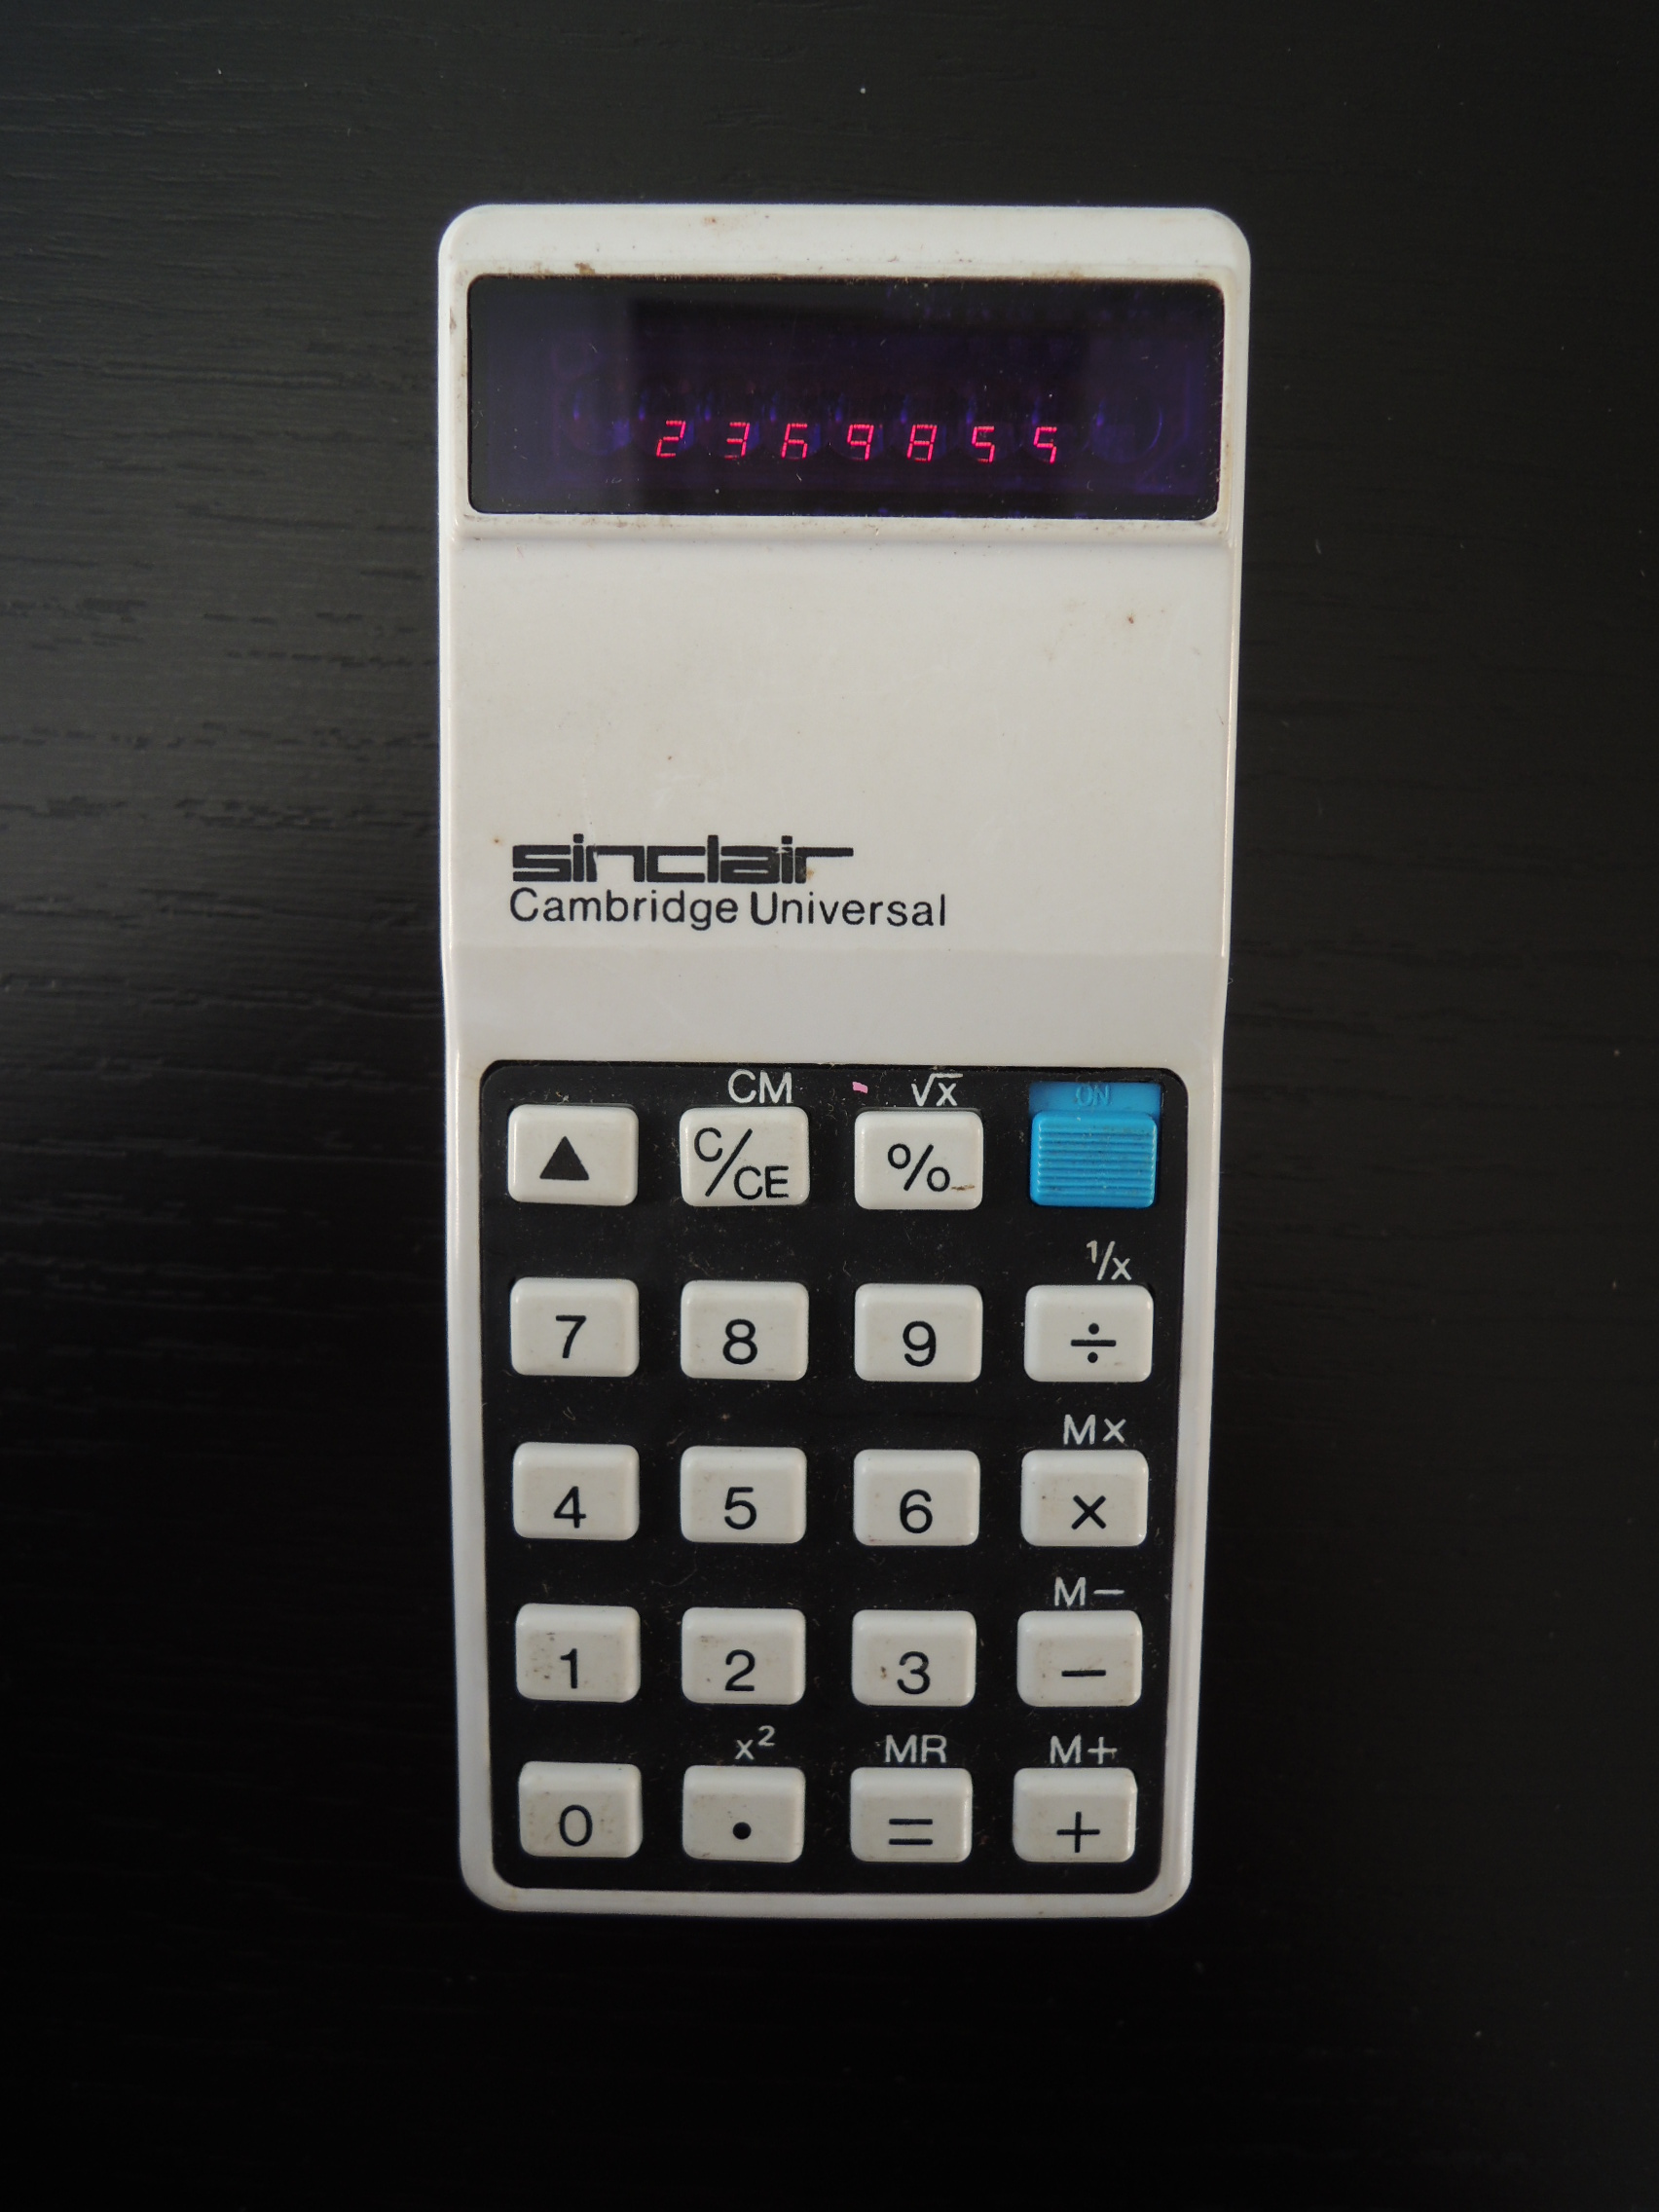 2369855
sinclair
Cambridge Universal
CM √x ON
▲ C/CE %
1/x
7 8 9 ÷
Mx
4 5 6 ×
M−
1 2 3 −
x² MR M+
0 . = +